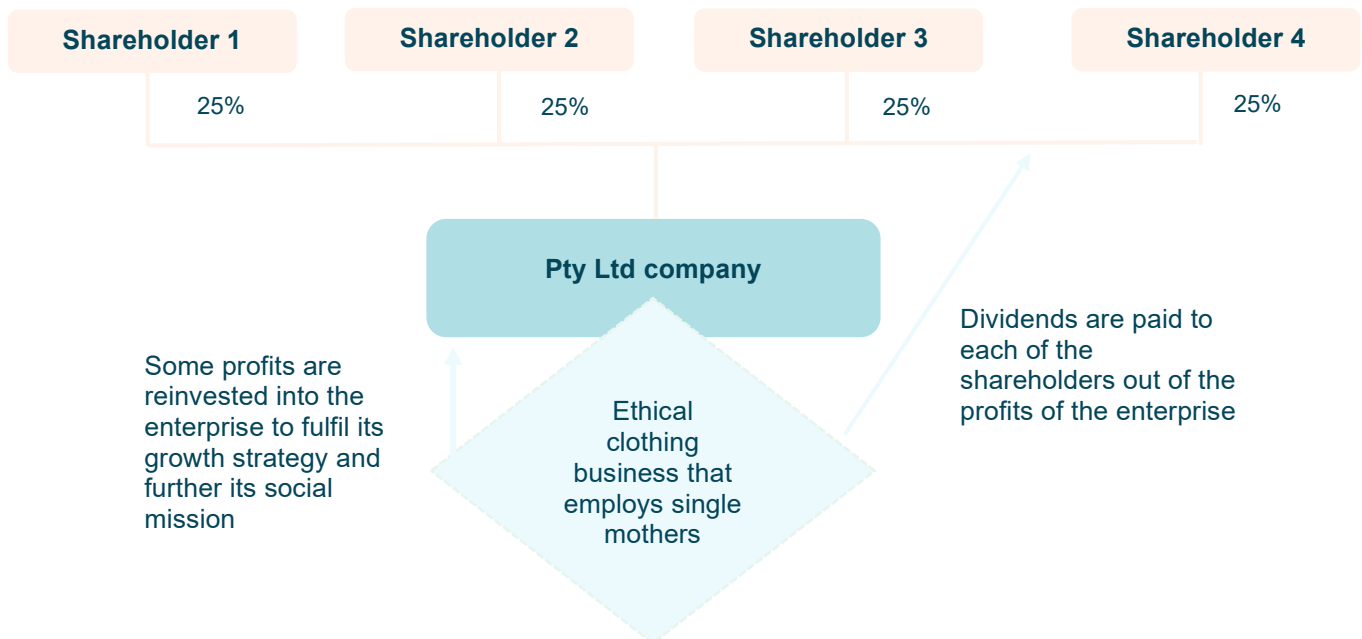 Shareholder 1
Shareholder 2
Shareholder 3
Shareholder 4
25%
25%
25%
25%
Pty Ltd company
Some profits are
reinvested into the
enterprise to fulfil its
growth strategy and
further its social
mission
Ethical
clothing
business that
employs single
mothers
Dividends are paid to
each of the
shareholders out of the
profits of the enterprise